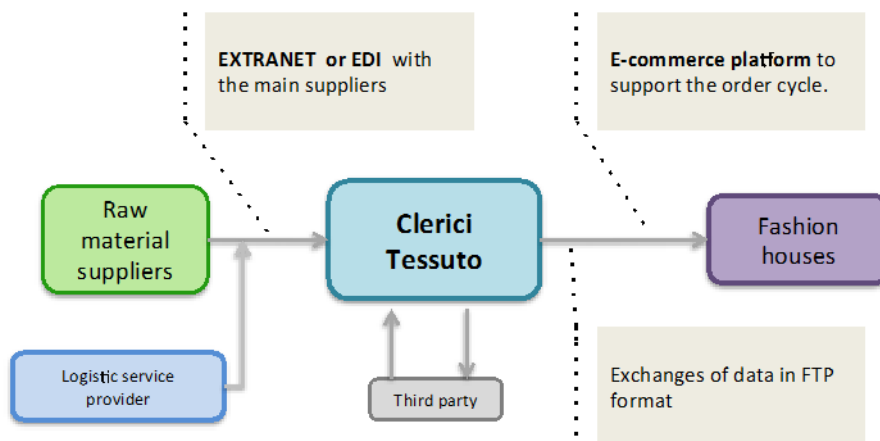 EXTRANET or EDI with
the main suppliers
E-commerce platform to
support the order cycle.
Raw
material
suppliers
Clerici
Tessuto
Fashion
houses
Logistic service
provider
Third party
Exchanges of data in FTP
format